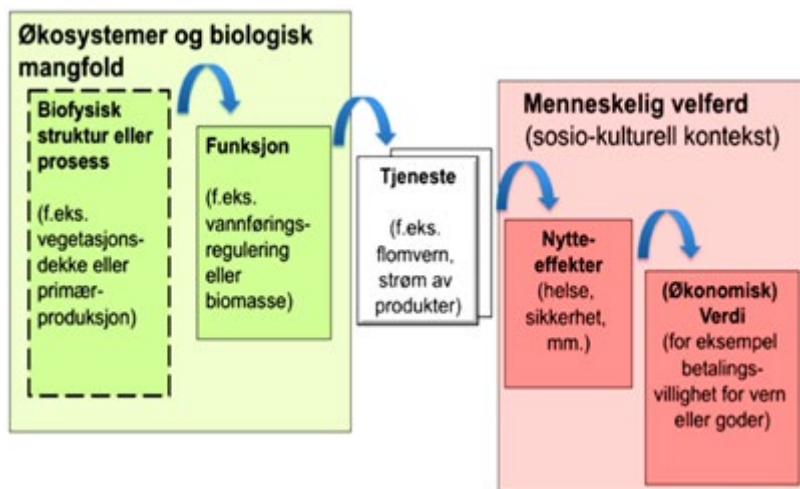 Økosystemer og biologisk
mangfold
Biofysisk
struktur eller
prosess
(f.eks.
vegetasjons-
dekke eller
primær-
produksjon)
Funksjon
(f.eks.
vannførings-
regulering
eller
biomasse)
Tjeneste
(f.eks.
flomvern,
strøm av
produkter)
Menneskelig velferd
(sosio-kulturell kontekst)
Nytte-
effekter
(helse,
sikkerhet,
mm.)
(Økonomisk)
Verdi
(for eksempel
betalings-
villighet for vern
eller goder)